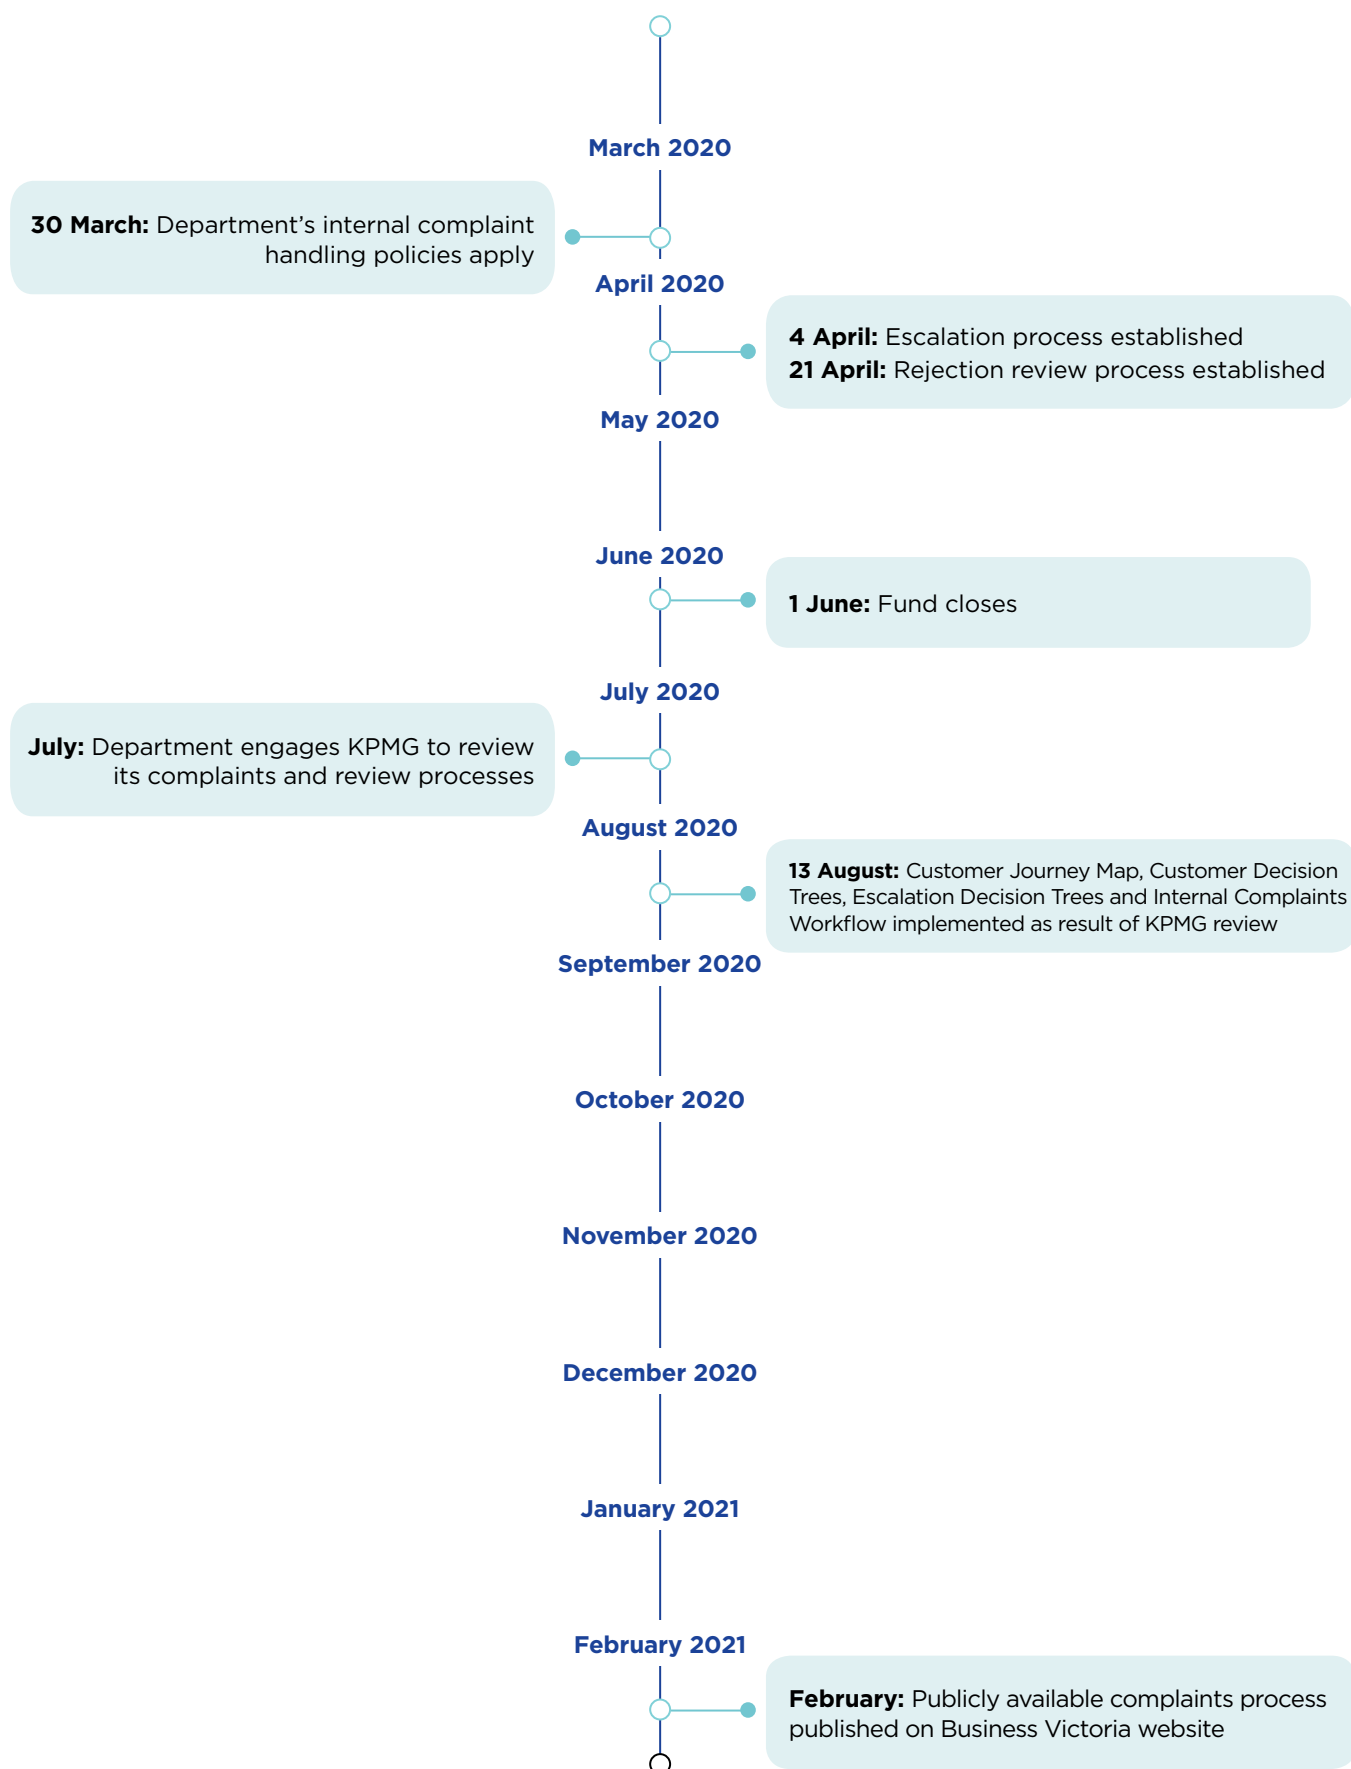 March 2020
30 March: Department’s internal complaint
handling policies apply
April 2020
4 April: Escalation process established
21 April: Rejection review process established
May 2020
June 2020
1 June: Fund closes
July 2020
July: Department engages KPMG to review
its complaints and review processes
August 2020
13 August: Customer Journey Map, Customer Decision
Trees, Escalation Decision Trees and Internal Complaints
Workflow implemented as result of KPMG review
September 2020
October 2020
November 2020
December 2020
January 2021
February 2021
February: Publicly available complaints process
published on Business Victoria website